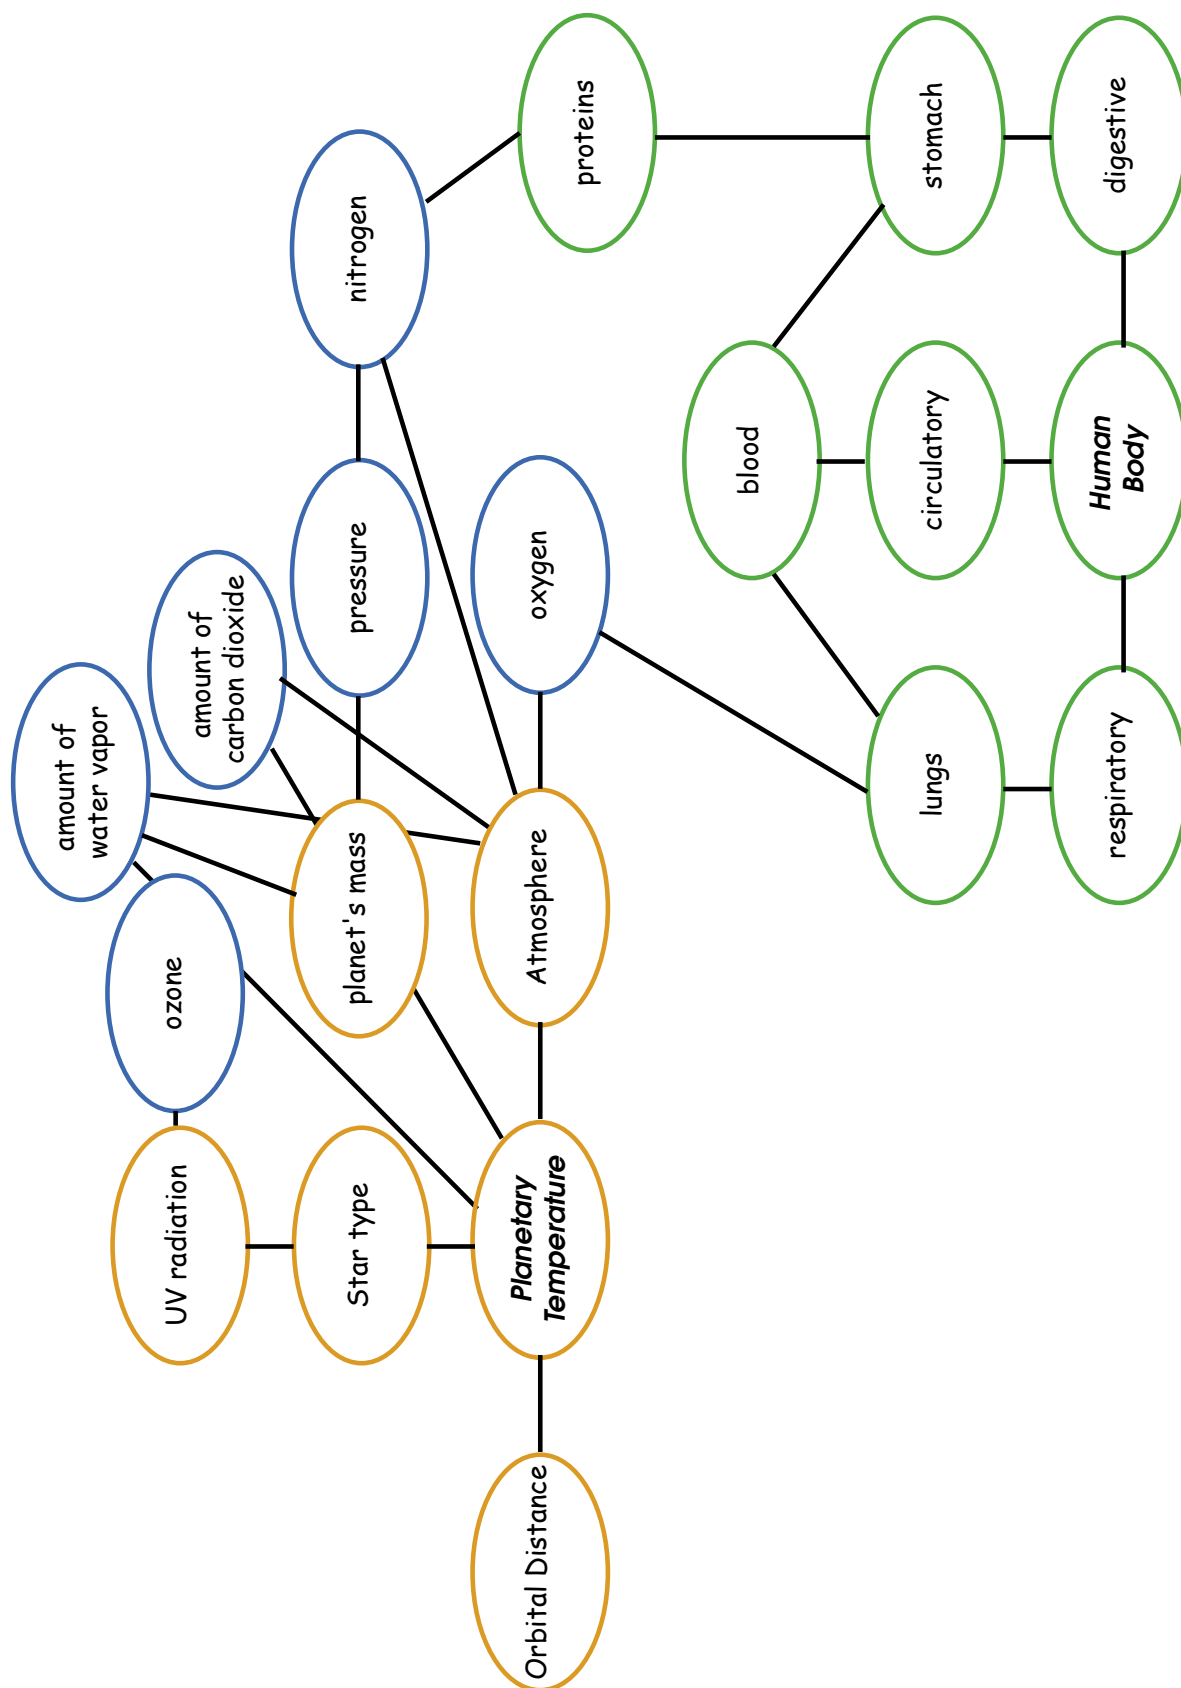 amount of
water vapor
ozone
UV radiation
amount of
carbon dioxide
Star type
planet's mass
pressure
nitrogen
Orbital Distance
Planetary
Temperature
Atmosphere
oxygen
proteins
blood
lungs
circulatory
stomach
respiratory
Human
Body
digestive